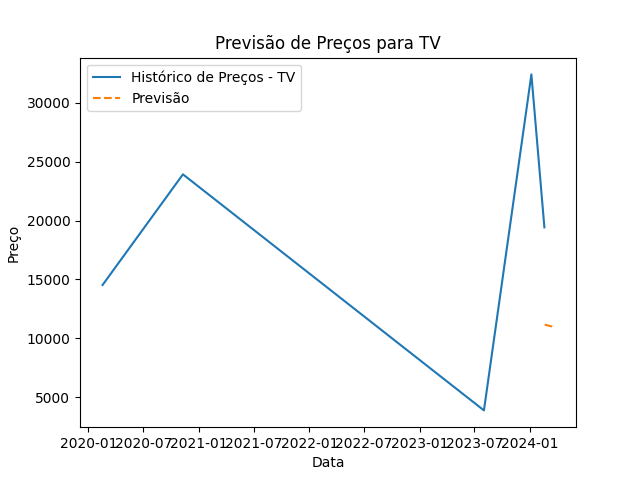 Previsão de Preços para TV
Histórico de Preços - TV
Previsão
30000
25000
20000
15000
10000
5000
Preço
2020-01 2020-07 2021-01 2021-07 2022-01 2022-07 2023-01 2023-07 2024-01
Data